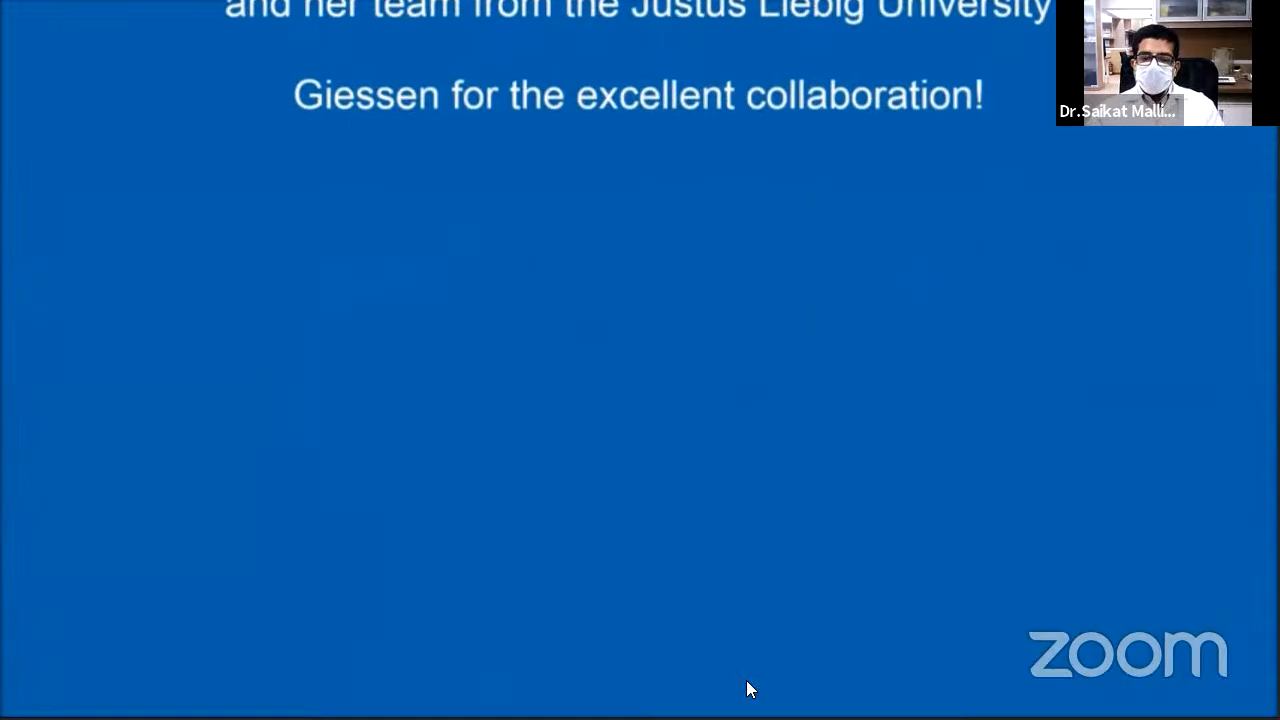 and her team from the Justus Liebig University
Giessen for the excellent collaboration!
Dr.Saikat Malli...
zoom